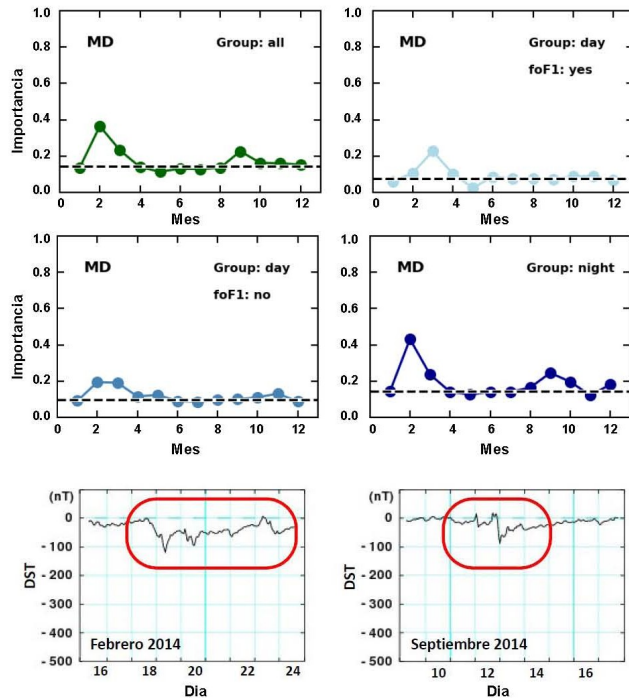 1.0
0.8
0.6
0.4
0.2
0.0
Importancia
MD
Group: all
0 2 4 6 8 10 12
Mes
1.0
0.8
0.6
0.4
0.2
0.0
MD
Group: day
foF1: yes
0 2 4 6 8 10 12
Mes
1.0
0.8
0.6
0.4
0.2
0.0
Importancia
MD
Group: day
foF1: no
0 2 4 6 8 10 12
Mes
1.0
0.8
0.6
0.4
0.2
0.0
MD
Group: night
0 2 4 6 8 10 12
Mes
(nT)
0
-100
-200
-300
-400
-500
DST
Febrero 2014
16 18 19 20 22 24
Dia
(nT)
0
-100
-200
-300
-400
-500
DST
Septiembre 2014
10 12 14 16
Dia